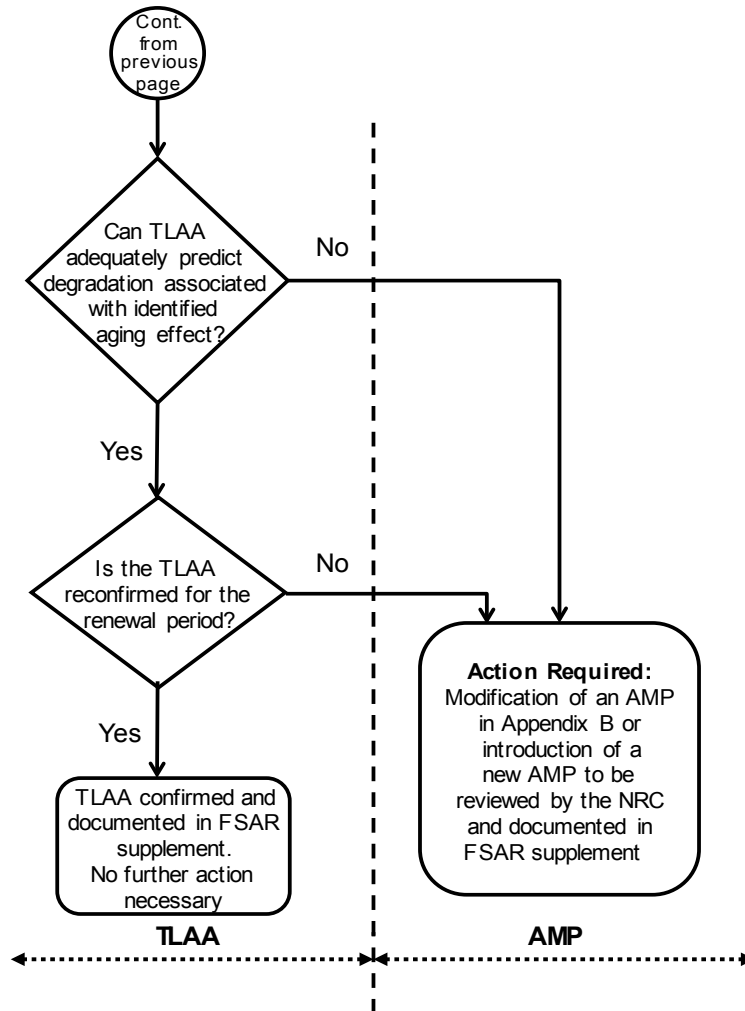 Cont.
from
previous
page
Can TLAA
adequately predict
degradation associated
with identified
aging effect?
No
Yes
Is the TLAA
reconfirmed for the
renewal period?
No
Yes
Action Required:
Modification of an AMP
in Appendix B or
introduction of a
new AMP to be
reviewed by the NRC
and documented in
FSAR supplement
TLAA confirmed and
documented in FSAR
supplement.
No further action
necessary
TLAA
AMP